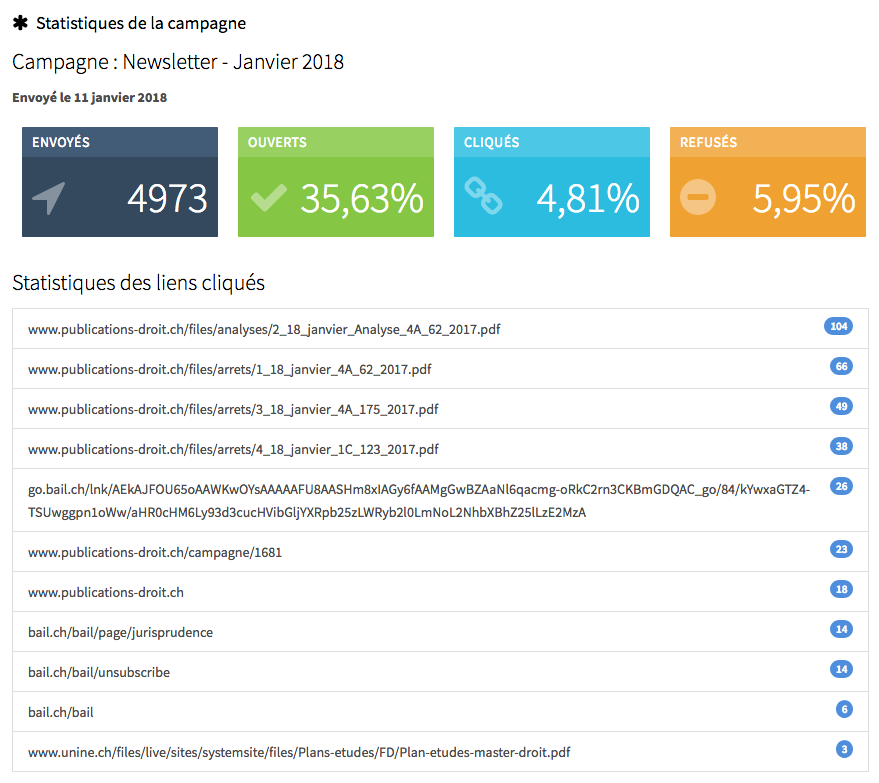 Statistiques de la campagne
Campagne : Newsletter - Janvier 2018
Envoyé le 11 janvier 2018
ENVOYÉS
4973
OUVERTS
35,63%
CLIQUÉS
4,81%
REFUSÉS
5,95%
Statistiques des liens cliqués
www.publications-droit.ch/files/analyses/2_18_janvier_Analyse_4A_62_2017.pdf 104
www.publications-droit.ch/files/arrets/1_18_janvier_4A_62_2017.pdf 66
www.publications-droit.ch/files/arrets/3_18_janvier_4A_175_2017.pdf 49
www.publications-droit.ch/files/arrets/4_18_janvier_1C_123_2017.pdf 38
go.bail.ch/lnk/AEkAJFOU65oAAWKwOYsAAAAAFU8AASHm8xIAGy6fAAMgGwBZAaNl6qacmg-oRkC2rn3CKBmGDQAC_go/84/kYwxaGTZ4- 26
TSUwggpn1oWw/aHR0cHM6Ly93d3cucHVibGljYXRpb25zLWRyb2l0LmNoL2NhbXBhZ25lLzE2MzA
www.publications-droit.ch/campagne/1681 23
www.publications-droit.ch 18
bail.ch/bail/page/jurisprudence 14
bail.ch/bail/unsubscribe 14
bail.ch/bail 6
www.unine.ch/files/live/sites/systemsite/files/Plans-etudes/FD/Plan-etudes-master-droit.pdf 3